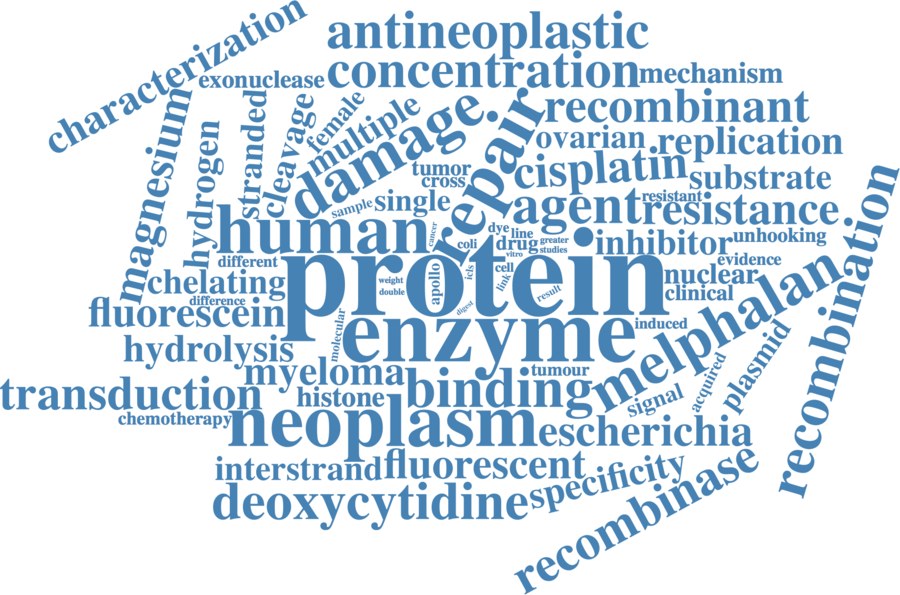 characterization
antineoplastic
exonuclease
concentration
mechanism
magnesium
hydrogen
stranded
cleavage
female
multiple
damage
repair
recombinant
ovarian
replication
tumor
cross
cisplatin
substrate
sample
single
agent
resistant
resistance
human
cancer
coli
dye
line
drug
greater
studies
vitro
inhibitor
unhooking
different
protein
evidence
chelating
weight
double
apollo
icls
cell
link
digest
result
nuclear
clinical
difference
fluorescein
molecular
enzyme
induced
melphalan
recombination
hydrolysis
myeloma
tumour
transduction
histone
binding
signal
acquired
plasmid
chemotherapy
neoplasm
escherichia
interstrand
fluorescent
specificity
deoxycytidine
recombinase